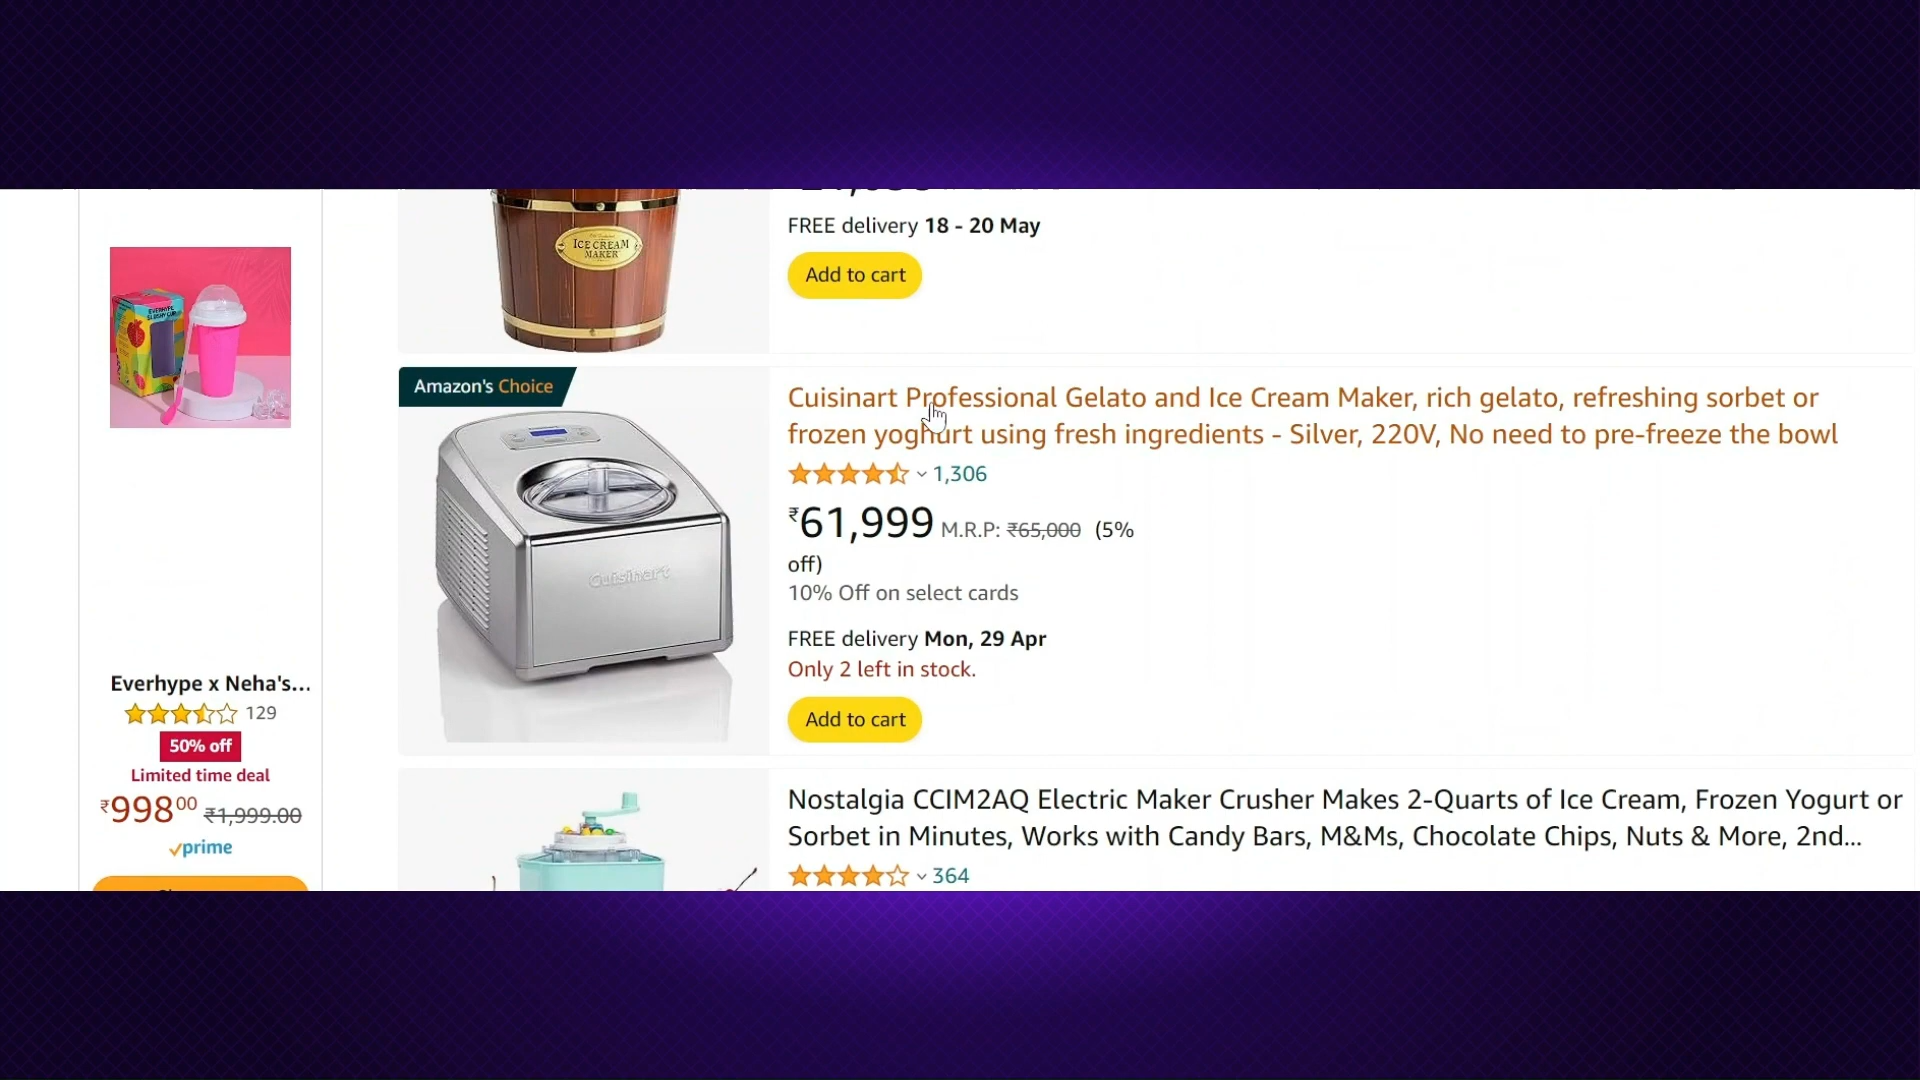 ICE CREAM
MAKER
FREE delivery 18 - 20 May
Add to cart
EVERHYPE
SLUSHY CUP
Everhype x Neha's...
129
50% off
Limited time deal
₹998⁰⁰ ₹1,999.00
prime
Amazon's Choice
Cuisinart
Cuisinart Professional Gelato and Ice Cream Maker, rich gelato, refreshing sorbet or
frozen yoghurt using fresh ingredients - Silver, 220V, No need to pre-freeze the bowl
1,306
₹61,999 M.R.P: ₹65,000 (5%
off)
10% Off on select cards
FREE delivery Mon, 29 Apr
Only 2 left in stock.
Add to cart
Nostalgia CCIM2AQ Electric Maker Crusher Makes 2-Quarts of Ice Cream, Frozen Yogurt or
Sorbet in Minutes, Works with Candy Bars, M&Ms, Chocolate Chips, Nuts & More, 2nd...
364